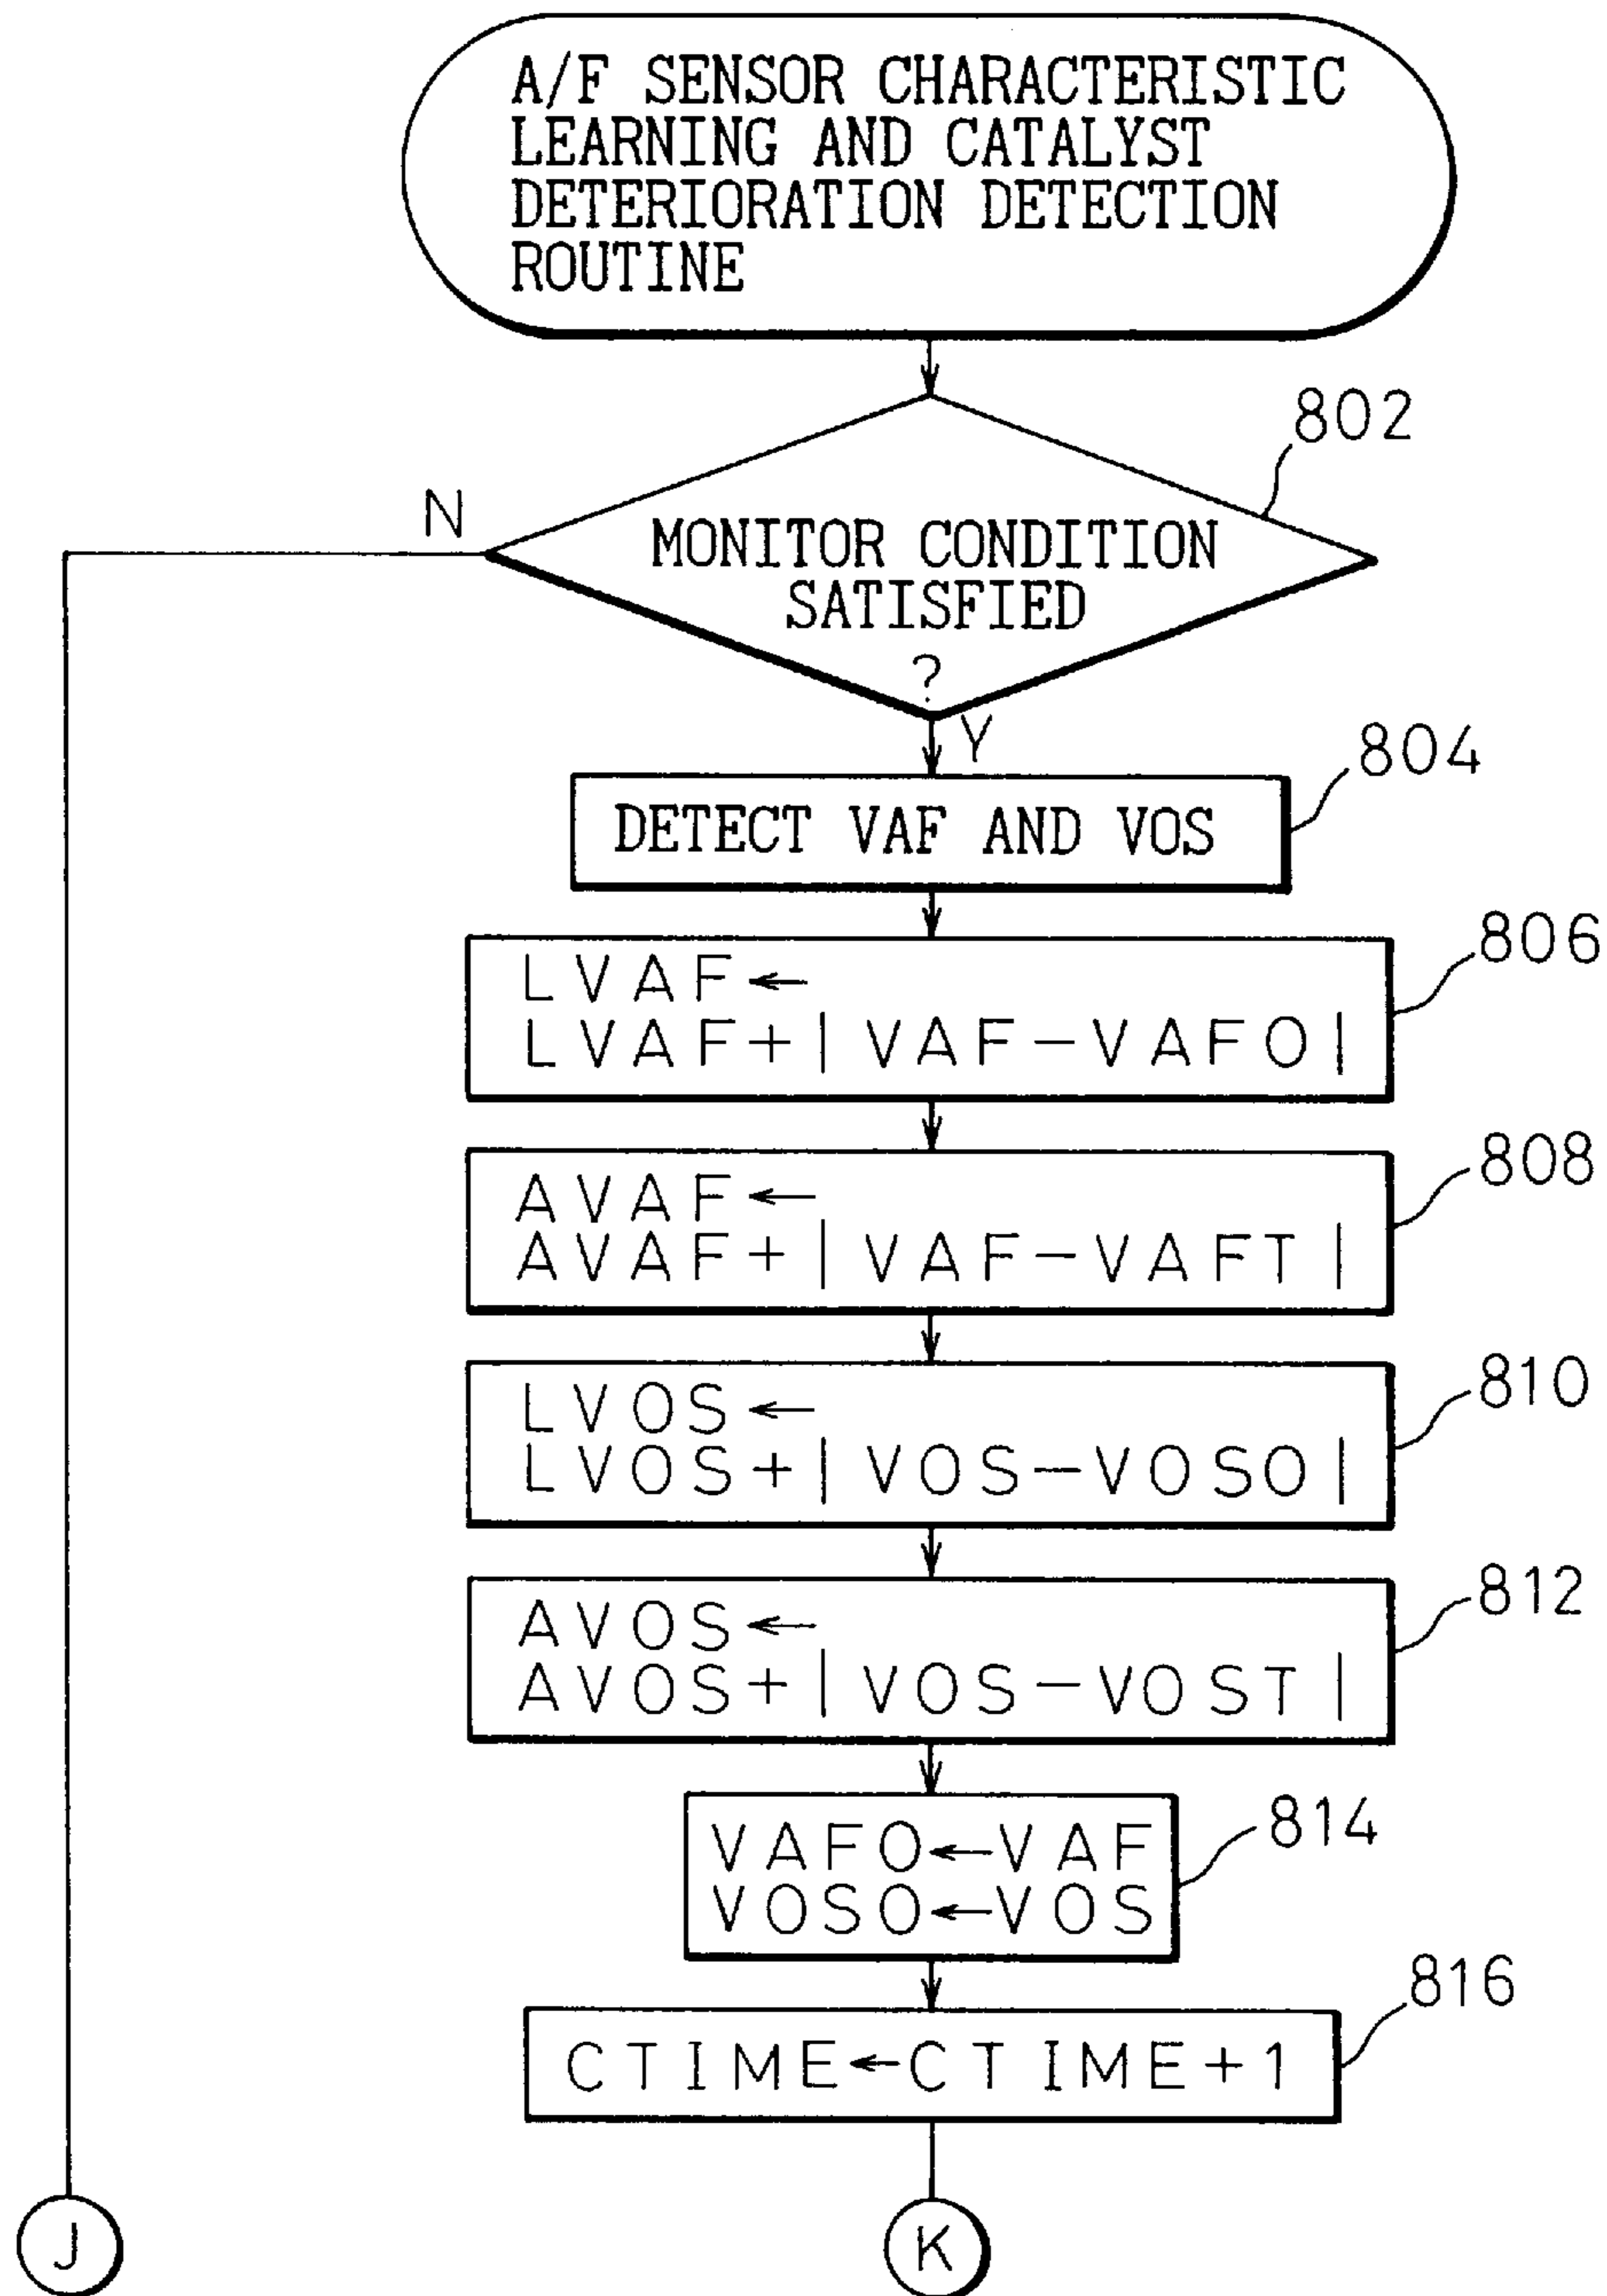 A/F SENSOR CHARACTERISTIC
LEARNING AND CATALYST
DETERIORATION DETECTION
ROUTINE
802
N
MONITOR CONDITION
SATISFIED
?
Y
804
DETECT VAF AND VOS
806
LVAF←
LVAF+|VAF−VAFO|
808
AVAF←
AVAF+|VAF−VAFT|
810
LVOS←
LVOS+|VOS−VOSO|
812
AVOS←
AVOS+|VOS−VOST|
814
VAFO←VAF
VOSO←VOS
816
CTIME←CTIME+1
J
K